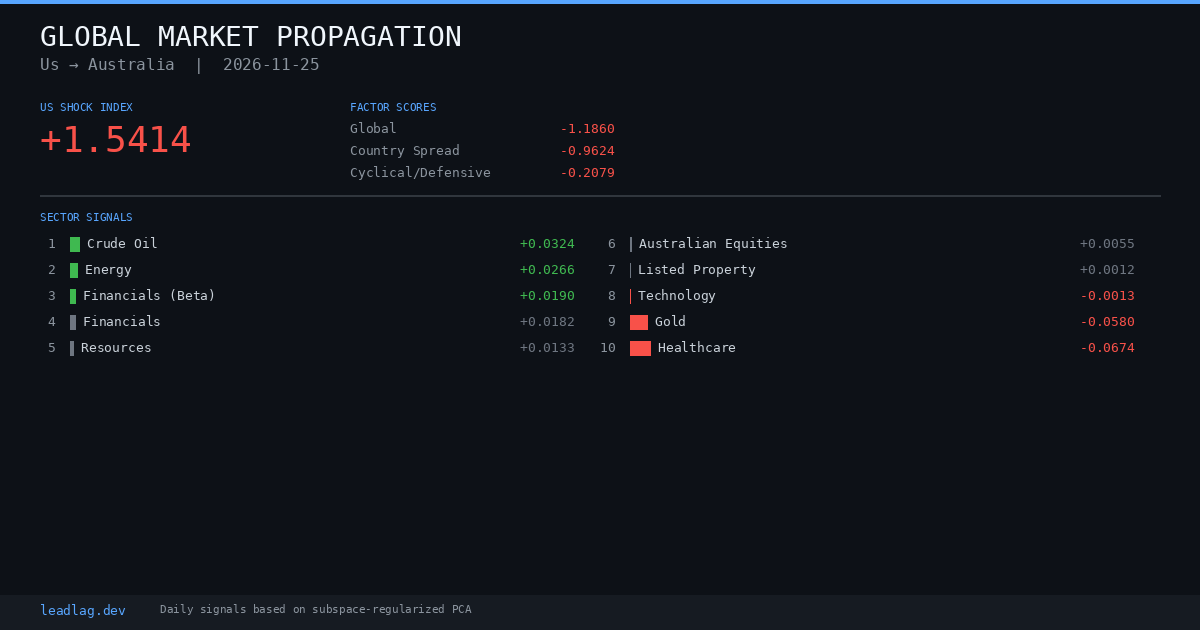 GLOBAL MARKET PROPAGATION
Us → Australia | 2026-11-25
US SHOCK INDEX
+1.5414
FACTOR SCORES
Global -1.1860
Country Spread -0.9624
Cyclical/Defensive -0.2079
SECTOR SIGNALS
1 Crude Oil +0.0324
2 Energy +0.0266
3 Financials (Beta) +0.0190
4 Financials +0.0182
5 Resources +0.0133
6 Australian Equities +0.0055
7 Listed Property +0.0012
8 Technology -0.0013
9 Gold -0.0580
10 Healthcare -0.0674
leadlag.dev Daily signals based on subspace-regularized PCA